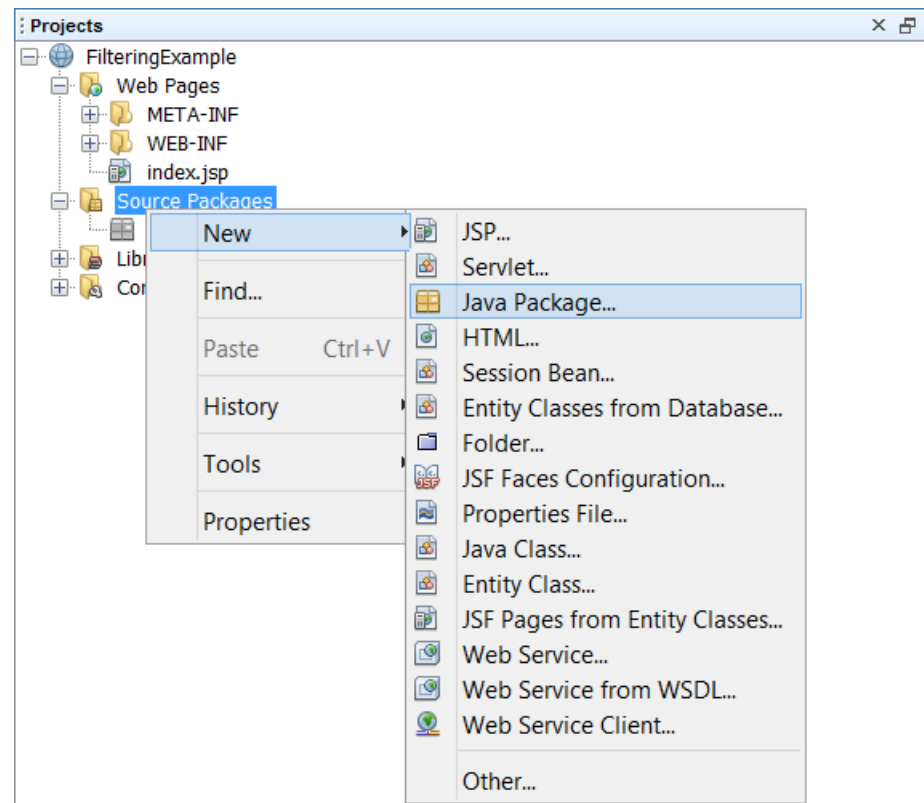 Projects
FilteringExample
Web Pages
META-INF
WEB-INF
index.jsp
Source Packages
New
Find...
Paste Ctrl+V
History
Tools
Properties
JSP...
Servlet...
Java Package...
HTML...
Session Bean...
Entity Classes from Database...
Folder...
JSF Faces Configuration...
Properties File...
Java Class...
Entity Class...
JSF Pages from Entity Classes...
Web Service...
Web Service from WSDL...
Web Service Client...
Other...